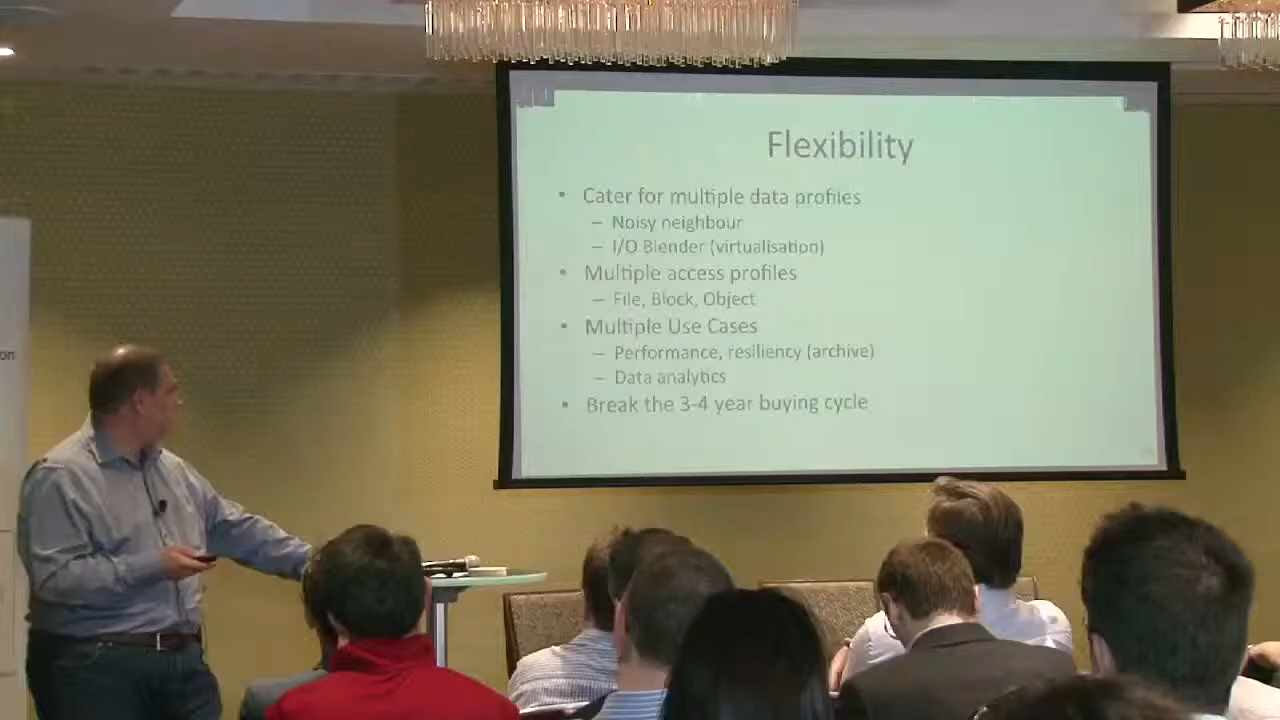 Flexibility
• Cater for multiple data profiles
– Noisy neighbour
– I/O Blender (virtualisation)
• Multiple access profiles
– File, Block, Object
• Multiple Use Cases
– Performance, resiliency (archive)
– Data analytics
• Break the 3-4 year buying cycle
on